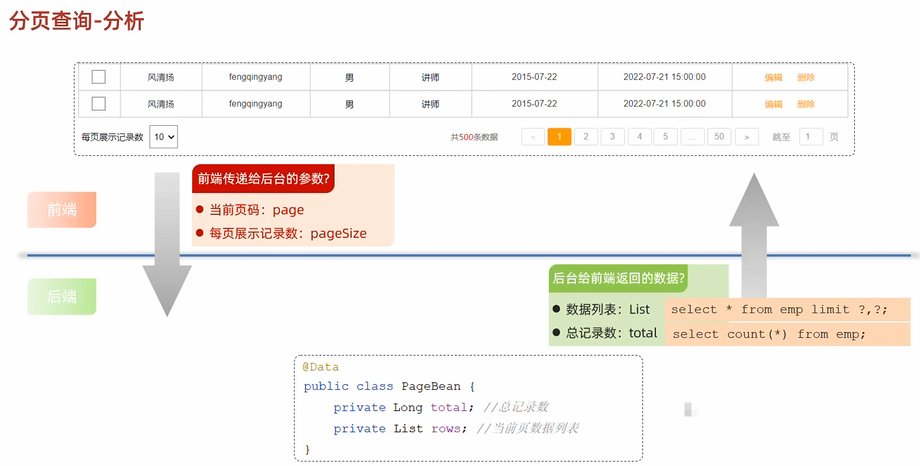 分页查询-分析
风清扬 fengqingyang 男 讲师 2015-07-22 2022-07-21 15:00:00 编辑 删除
风清扬 fengqingyang 男 讲师 2015-07-22 2022-07-21 15:00:00 编辑 删除
每页展示记录数 10 共500条数据 < 1 2 3 4 5 ... 50 > 跳至 1 页
前端传递给后台的参数?
前端
当前页码：page
每页展示记录数：pageSize
后端
后台给前端返回的数据?
数据列表：List select * from emp limit ?,?;
总记录数：total select count(*) from emp;
@Data
public class PageBean {
private Long total; //总记录数
private List rows; //当前页数据列表
}